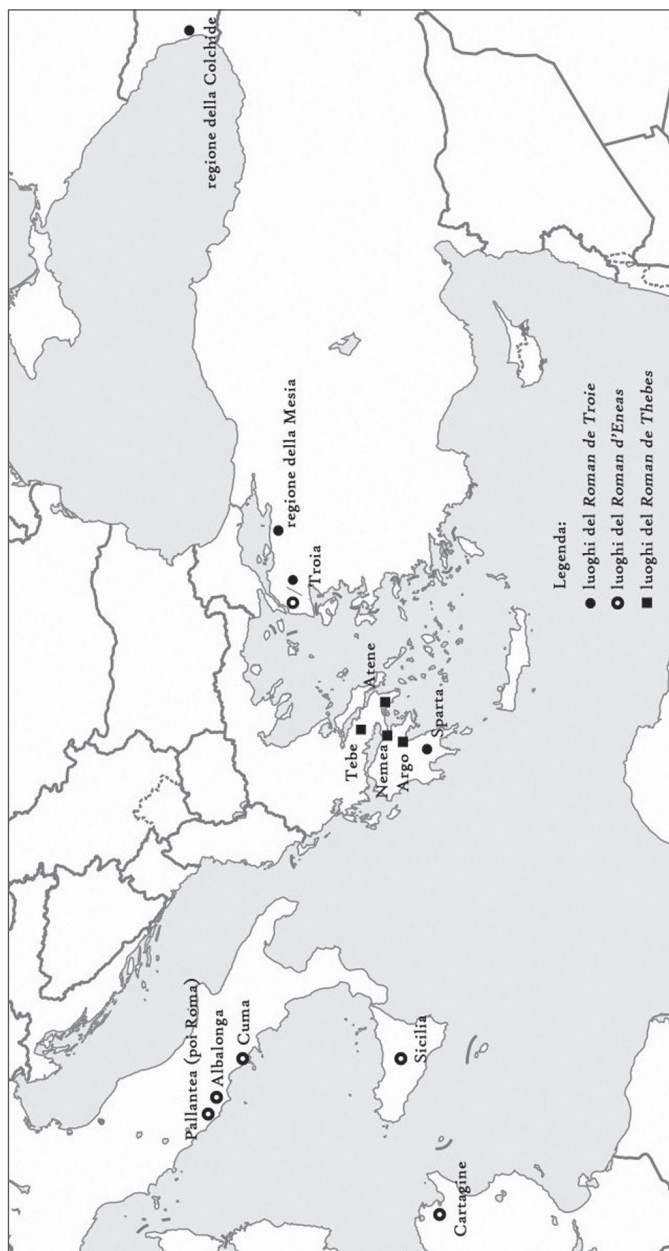 regione della Colchide
regione della Mesia
Troia
Atene
Tebe
Nemea
Argo
Sparta
Pallantea (poi Roma)
Albalonga
Cuma
Sicilia
Cartagine
Legenda:
luoghi del Roman de Troie
luoghi del Roman d'Eneas
luoghi del Roman de Thebes